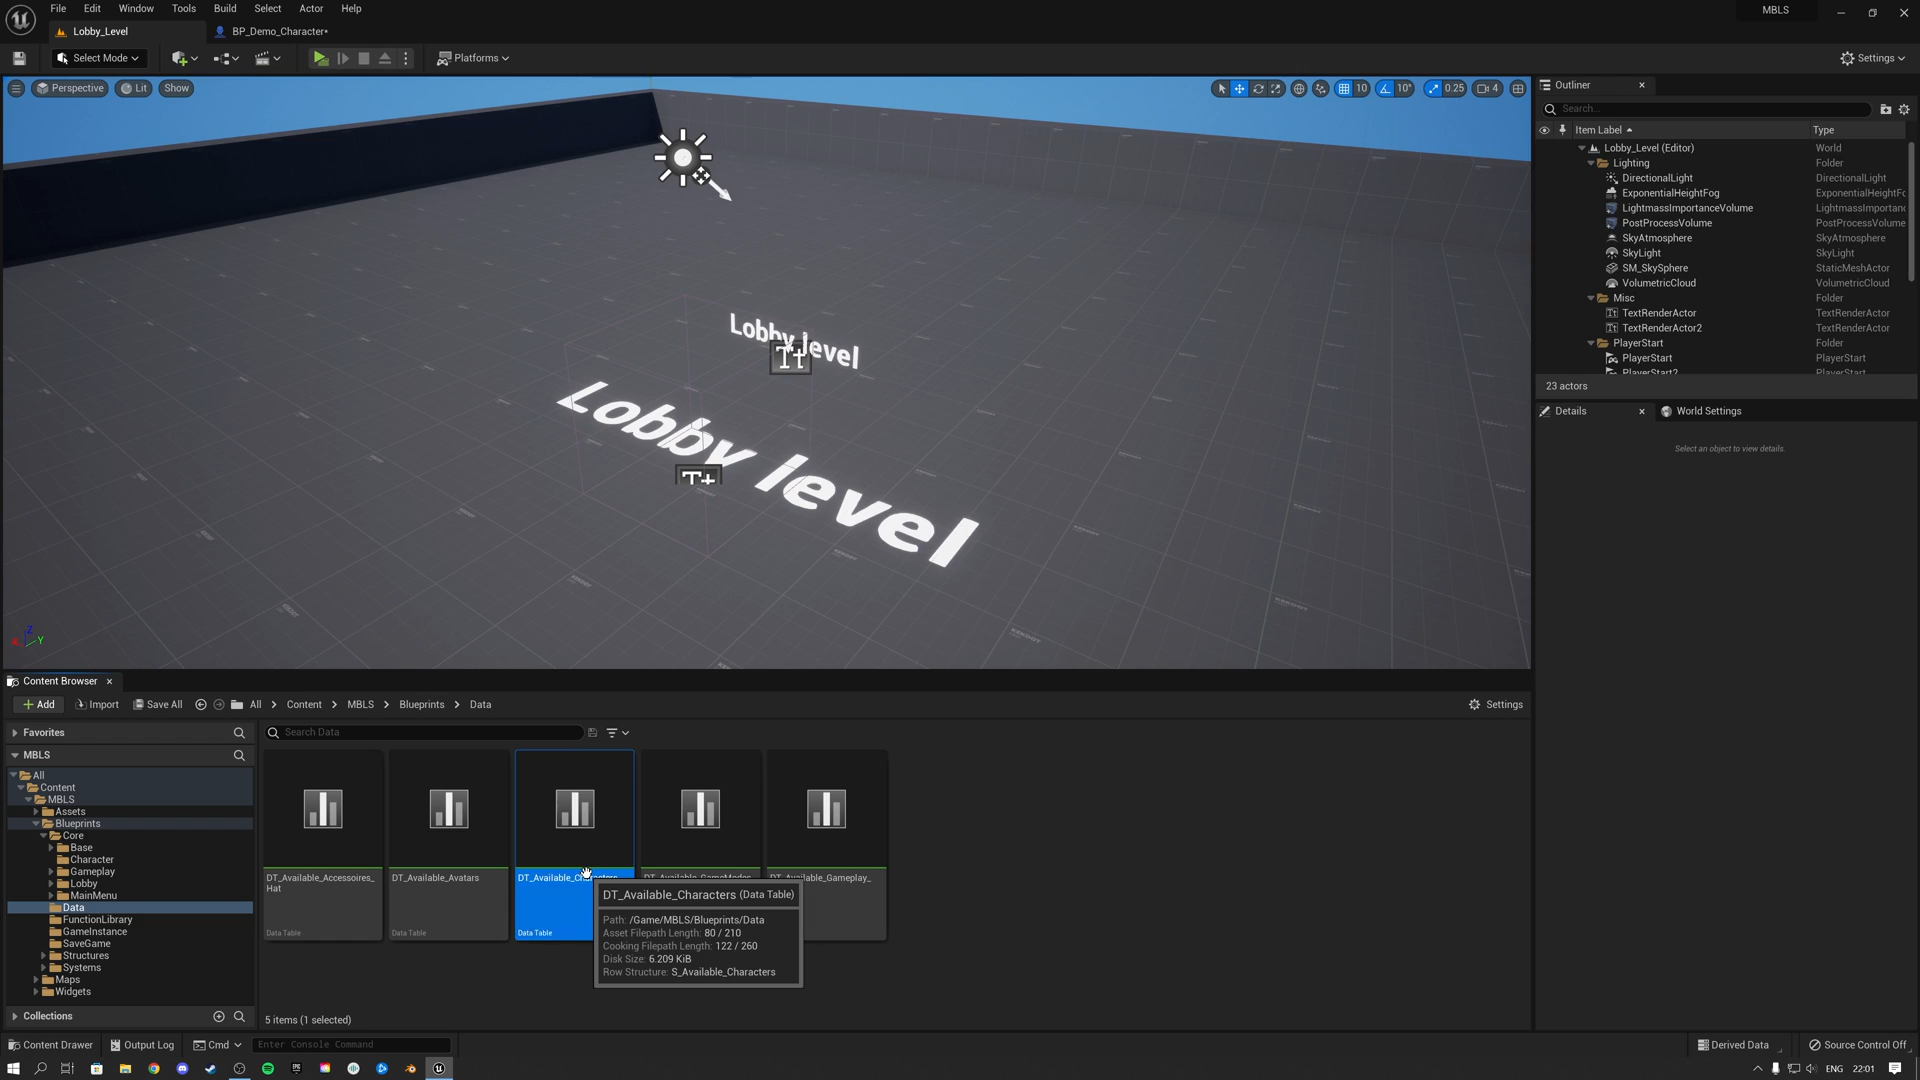 File Edit Window Tools Build Select Actor Help
MBLS
Lobby_Level
BP_Demo_Character*
Select Mode
Platforms
Settings
Perspective
Lit
Show
10
10°
0.25
4
Lobby level
Lobby level
Z
Y
Outliner
Search...
Item Label
Type
Lobby_Level (Editor) World
Lighting Folder
DirectionalLight DirectionalLight
ExponentialHeightFog ExponentialHeightFo
LightmassImportanceVolume LightmassImportanc
PostProcessVolume PostProcessVolume
SkyAtmosphere SkyAtmosphere
SkyLight SkyLight
SM_SkySphere StaticMeshActor
VolumetricCloud VolumetricCloud
Misc Folder
TextRenderActor TextRenderActor
TextRenderActor2 TextRenderActor
PlayerStart Folder
PlayerStart PlayerStart
PlayerStart2 PlayerStart
23 actors
Details
World Settings
Select an object to view details.
Content Browser
Add
Import
Save All
All > Content > MBLS > Blueprints > Data
Settings
Favorites
MBLS
All
Content
MBLS
Assets
Blueprints
Core
Base
Character
Gameplay
Lobby
MainMenu
Data
FunctionLibrary
GameInstance
SaveGame
Structures
Systems
Maps
Widgets
Collections
Search Data
DT_Available_Accessoires_
Hat
Data Table
DT_Available_Avatars
Data Table
DT_Available_Characters
Data Table
DT_Available_GameModes
DT_Available_Gameplay_
DT_Available_Characters (Data Table)
Path: /Game/MBLS/Blueprints/Data
Asset Filepath Length: 80 / 210
Cooking Filepath Length: 122 / 260
Disk Size: 6.209 KiB
Row Structure: S_Available_Characters
5 items (1 selected)
Content Drawer
Output Log
Cmd
Enter Console Command
Derived Data
Source Control Off
ENG
22:01